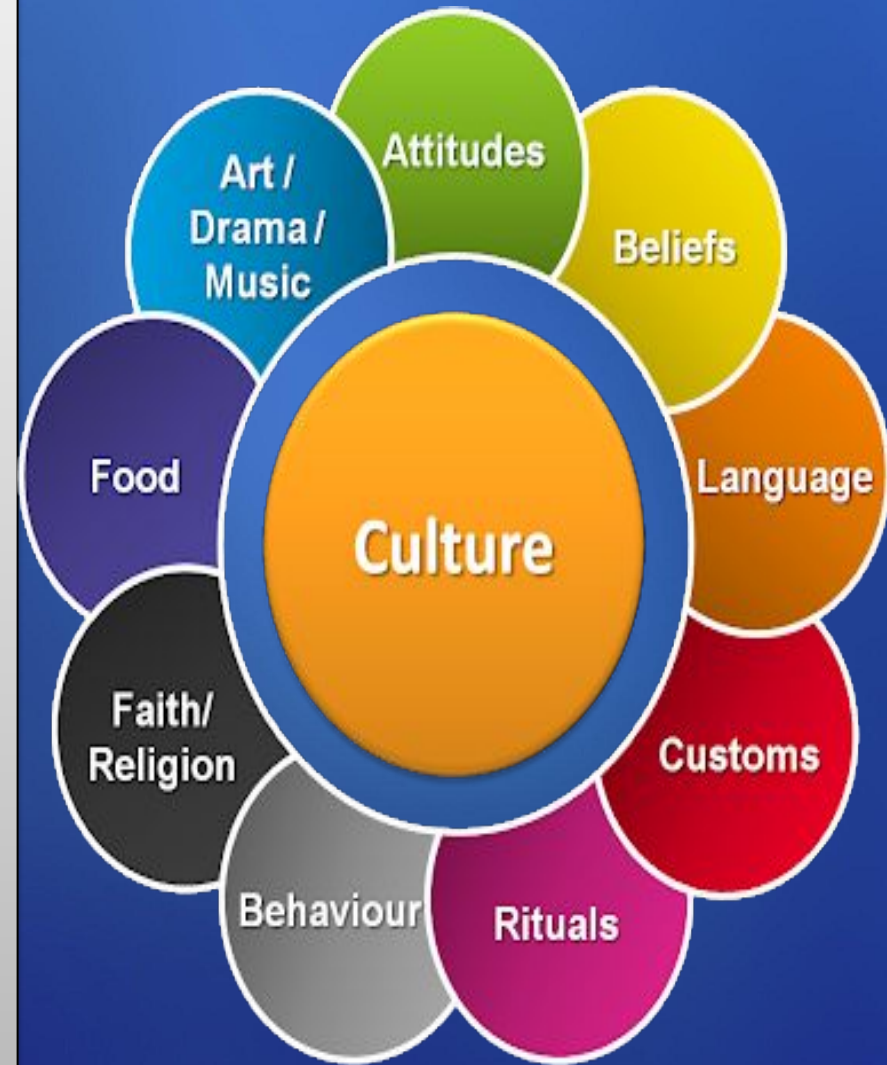 Attitudes
Beliefs
Language
Customs
Rituals
Behaviour
Faith/
Religion
Food
Art /
Drama /
Music
Culture